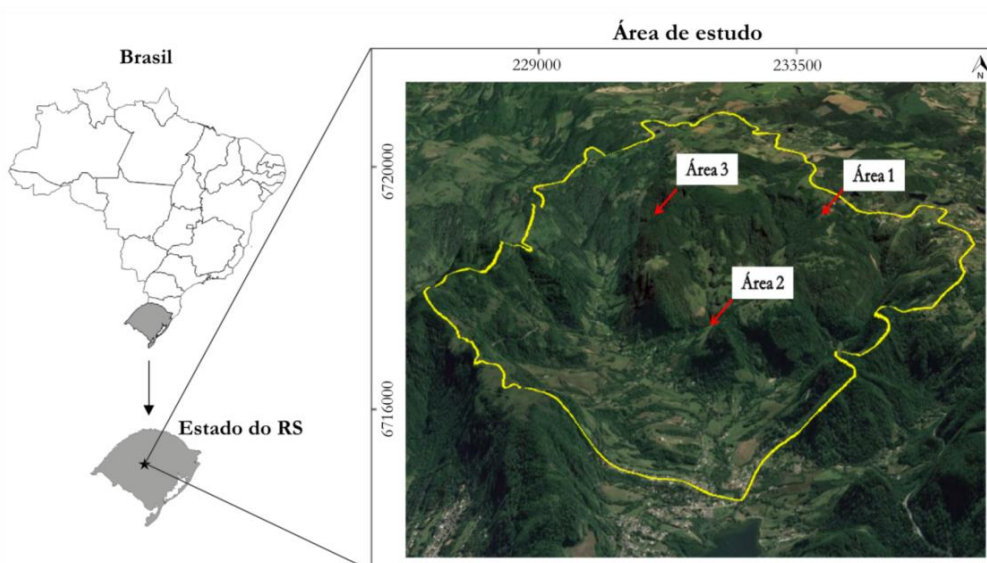 Brasil
Estado do RS
Área de estudo
229000
233500
N
6720000
6716000
Área 3
Área 1
Área 2